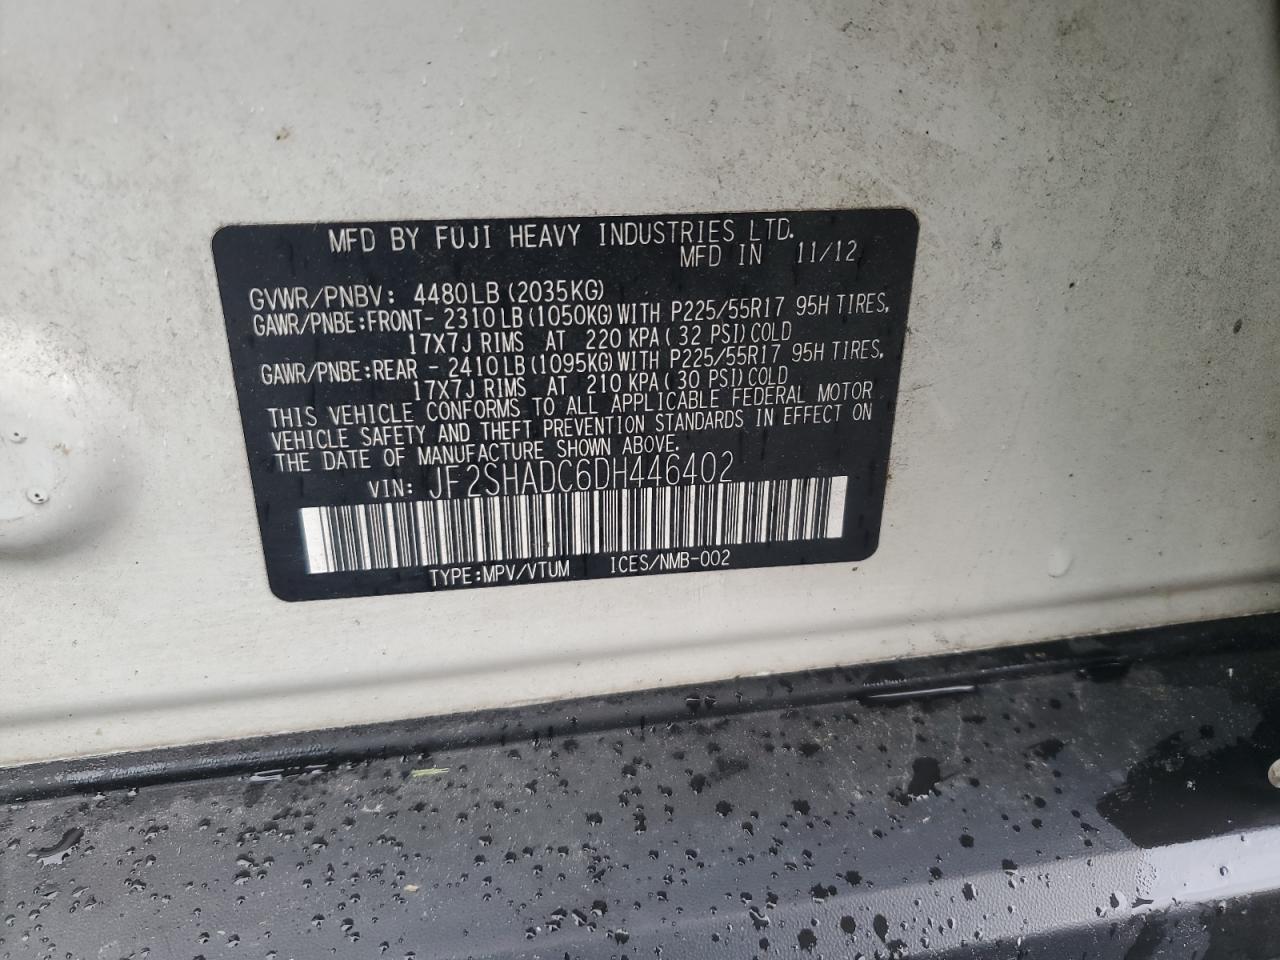 MFD BY FUJI HEAVY INDUSTRIES LTD.
MFD IN 11/12
GVWR/PNBV: 4480LB (2035KG)
GAWR/PNBE:FRONT- 2310LB (1050KG) WITH P225/55R17 95H TIRES,
17X7J RIMS AT 220 KPA ( 32 PSI) COLD
GAWR/PNBE:REAR - 2410LB (1095KG) WITH P225/55R17 95H TIRES,
17X7J RIMS AT 210 KPA ( 30 PSI) COLD
THIS VEHICLE CONFORMS TO ALL APPLICABLE FEDERAL MOTOR
VEHICLE SAFETY AND THEFT PREVENTION STANDARDS IN EFFECT ON
THE DATE OF MANUFACTURE SHOWN ABOVE.
VIN: JF2SHADC6DH446402
TYPE:MPV/VTUM ICES/NMB-002